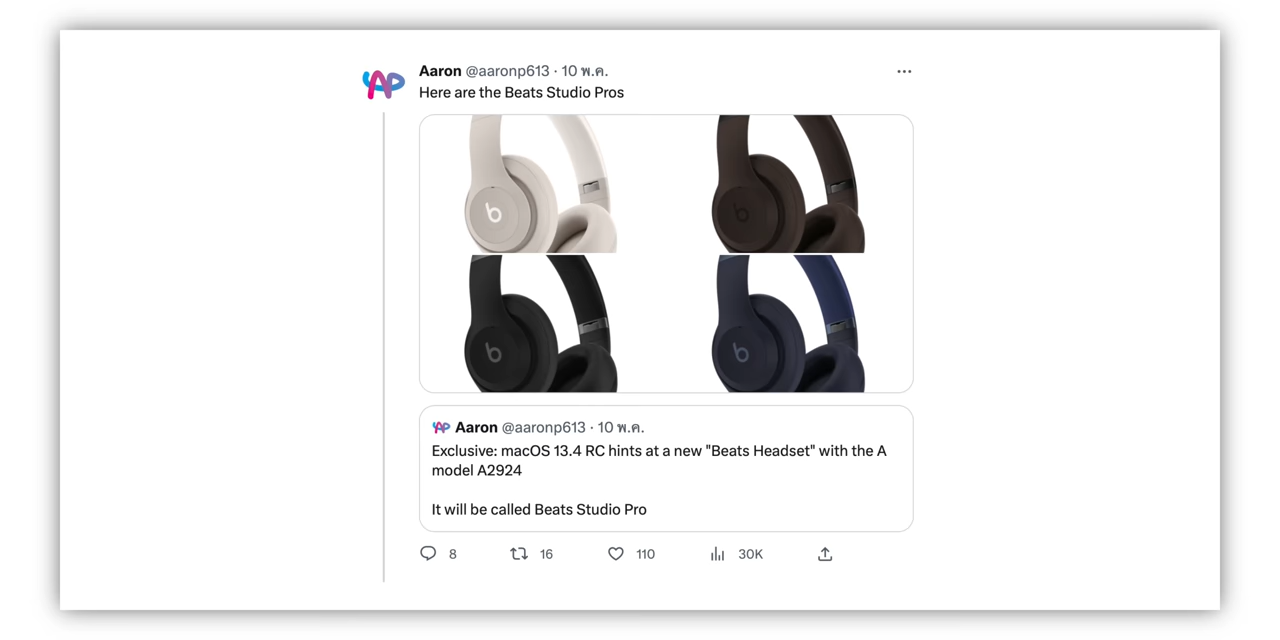 Aaron @aaronp613 · 10 พ.ค.
Here are the Beats Studio Pros
Aaron @aaronp613 · 10 พ.ค.
Exclusive: macOS 13.4 RC hints at a new "Beats Headset" with the A
model A2924
It will be called Beats Studio Pro
8 16 110 30K